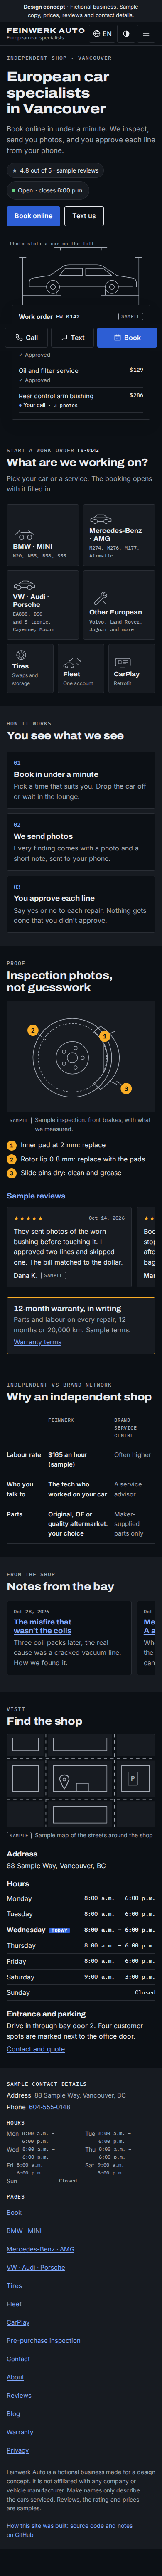 Design concept · Fictional business. Sample
copy, prices, reviews and contact details.
FEINWERK AUTO
European car specialists
EN
INDEPENDENT SHOP · VANCOUVER
European car
specialists
in Vancouver
Book online in under a minute. We inspect,
send you photos, and you approve each line
from your phone.
★ 4.8 out of 5 · sample reviews
Open · closes 6:00 p.m.
Book online
Text us
Photo slot: a car on the lift
Work order FW-0142
SAMPLE
Call
Text
Book
✓ Approved
Oil and filter service
$129
✓ Approved
Rear control arm bushing
$286
Your call · 3 photos
START A WORK ORDER FW-0142
What are we working on?
Pick your car or a service. The booking opens
with it filled in.
BMW · MINI
N20, N55, B58, S55
Mercedes-Benz
· AMG
M274, M276, M177,
Airmatic
VW · Audi ·
Porsche
EA888, DSG
and S tronic,
Cayenne, Macan
Other European
Volvo, Land Rover,
Jaguar and more
Tires
Swaps and
storage
Fleet
One account
CarPlay
Retrofit
HOW IT WORKS
You see what we see
01
Book in under a minute
Pick a time that suits you. Drop the car off
or wait in the lounge.
02
We send photos
Every finding comes with a photo and a
short note, sent to your phone.
03
You approve each line
Say yes or no to each repair. Nothing gets
done that you didn't approve.
PROOF
Inspection photos,
not guesswork
2
1
3
SAMPLE
Sample inspection: front brakes, with what
we measured.
1 Inner pad at 2 mm: replace
2 Rotor lip 0.8 mm: replace with the pads
3 Slide pins dry: clean and grease
Sample reviews
★★★★★
Oct 14, 2026
They sent photos of the worn
bushing before touching it. I
approved two lines and skipped
one. The bill matched to the dollar.
Dana K. SAMPLE
12-month warranty, in writing
Parts and labour on every repair, 12
months or 20,000 km. Sample terms.
Warranty terms
INDEPENDENT VS BRAND NETWORK
Why an independent shop
FEINWERK
BRAND
SERVICE
CENTRE
Labour rate
$165 an hour
(sample)
Often higher
Who you
talk to
The tech who
worked on your car
A service
advisor
Parts
Original, OE or
quality aftermarket:
your choice
Maker-
supplied
parts only
FROM THE SHOP
Notes from the bay
Oct 28, 2026
The misfire that
wasn't the coils
Three coil packs later, the real
cause was a cracked vacuum line.
How we found it.
VISIT
Find the shop
P
SAMPLE
Sample map of the streets around the shop
Address
88 Sample Way, Vancouver, BC
Hours
Monday 8:00 a.m. – 6:00 p.m.
Tuesday 8:00 a.m. – 6:00 p.m.
Wednesday TODAY 8:00 a.m. – 6:00 p.m.
Thursday 8:00 a.m. – 6:00 p.m.
Friday 8:00 a.m. – 6:00 p.m.
Saturday 9:00 a.m. – 3:00 p.m.
Sunday Closed
Entrance and parking
Drive in through bay door 2. Four customer
spots are marked next to the office door.
Contact and quote
SAMPLE CONTACT DETAILS
Address 88 Sample Way, Vancouver, BC
Phone 604-555-0148
HOURS
Mon 8:00 a.m. –
6:00 p.m.
Tue 8:00 a.m. –
6:00 p.m.
Wed 8:00 a.m. –
6:00 p.m.
Thu 8:00 a.m. –
6:00 p.m.
Fri 8:00 a.m. –
6:00 p.m.
Sat 9:00 a.m. –
3:00 p.m.
Sun Closed
PAGES
Book
BMW · MINI
Mercedes-Benz · AMG
VW · Audi · Porsche
Tires
Fleet
CarPlay
Pre-purchase inspection
Contact
About
Reviews
Blog
Warranty
Privacy
Feinwerk Auto is a fictional business made for a design
concept. It is not affiliated with any company or
vehicle manufacturer. Make names only describe
the cars serviced. Reviews, the rating and prices
are samples.
How this site was built: source code and notes
on GitHub